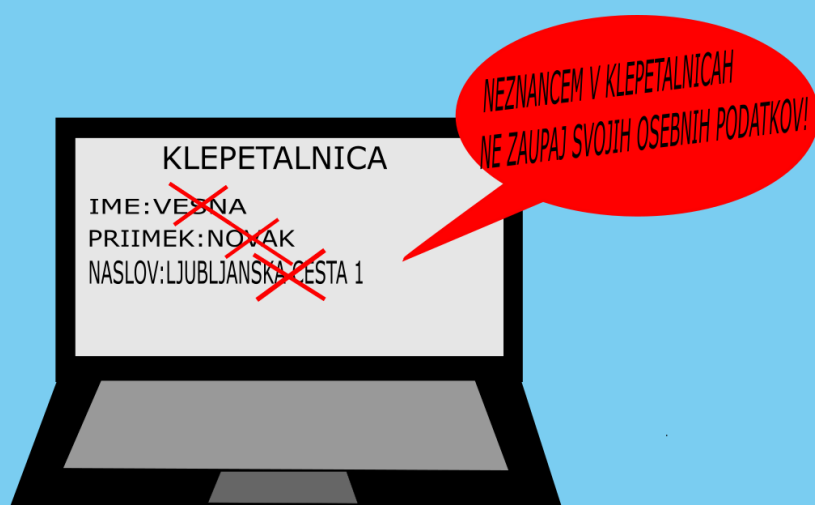 NEZNANCEM V KLEPETALNICAH
NE ZAUPAJ SVOJIH OSEBNIH PODATKOV!
KLEPETALNICA
IME:VESNA
PRIIMEK:NOVAK
NASLOV:LJUBLJANSKA CESTA 1